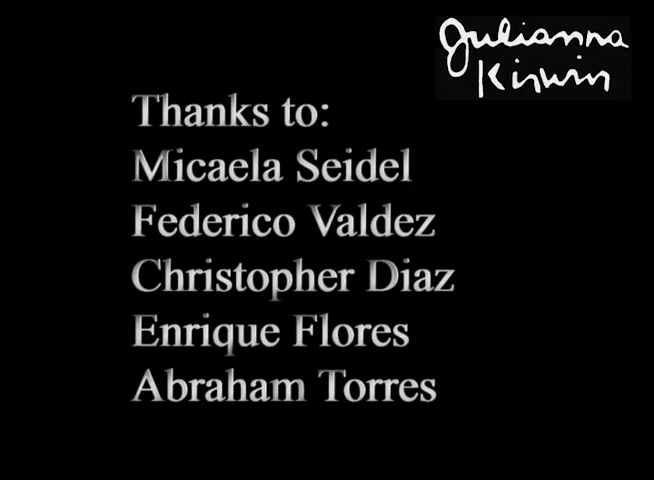 Julianna
Kirwin
Thanks to:
Micaela Seidel
Federico Valdez
Christopher Diaz
Enrique Flores
Abraham Torres